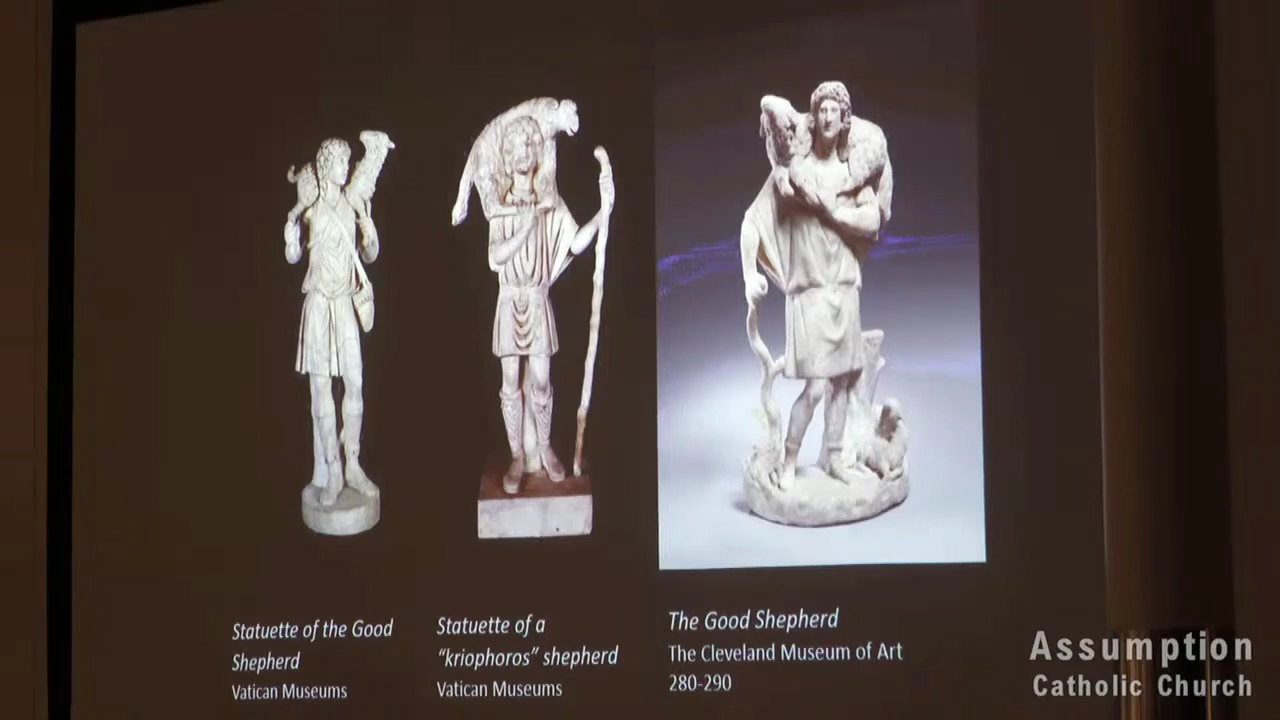 Statuette of the Good
Shepherd
Vatican Museums
Statuette of a
“kriophoros” shepherd
Vatican Museums
The Good Shepherd
The Cleveland Museum of Art
280-290
Assumption
Catholic Church